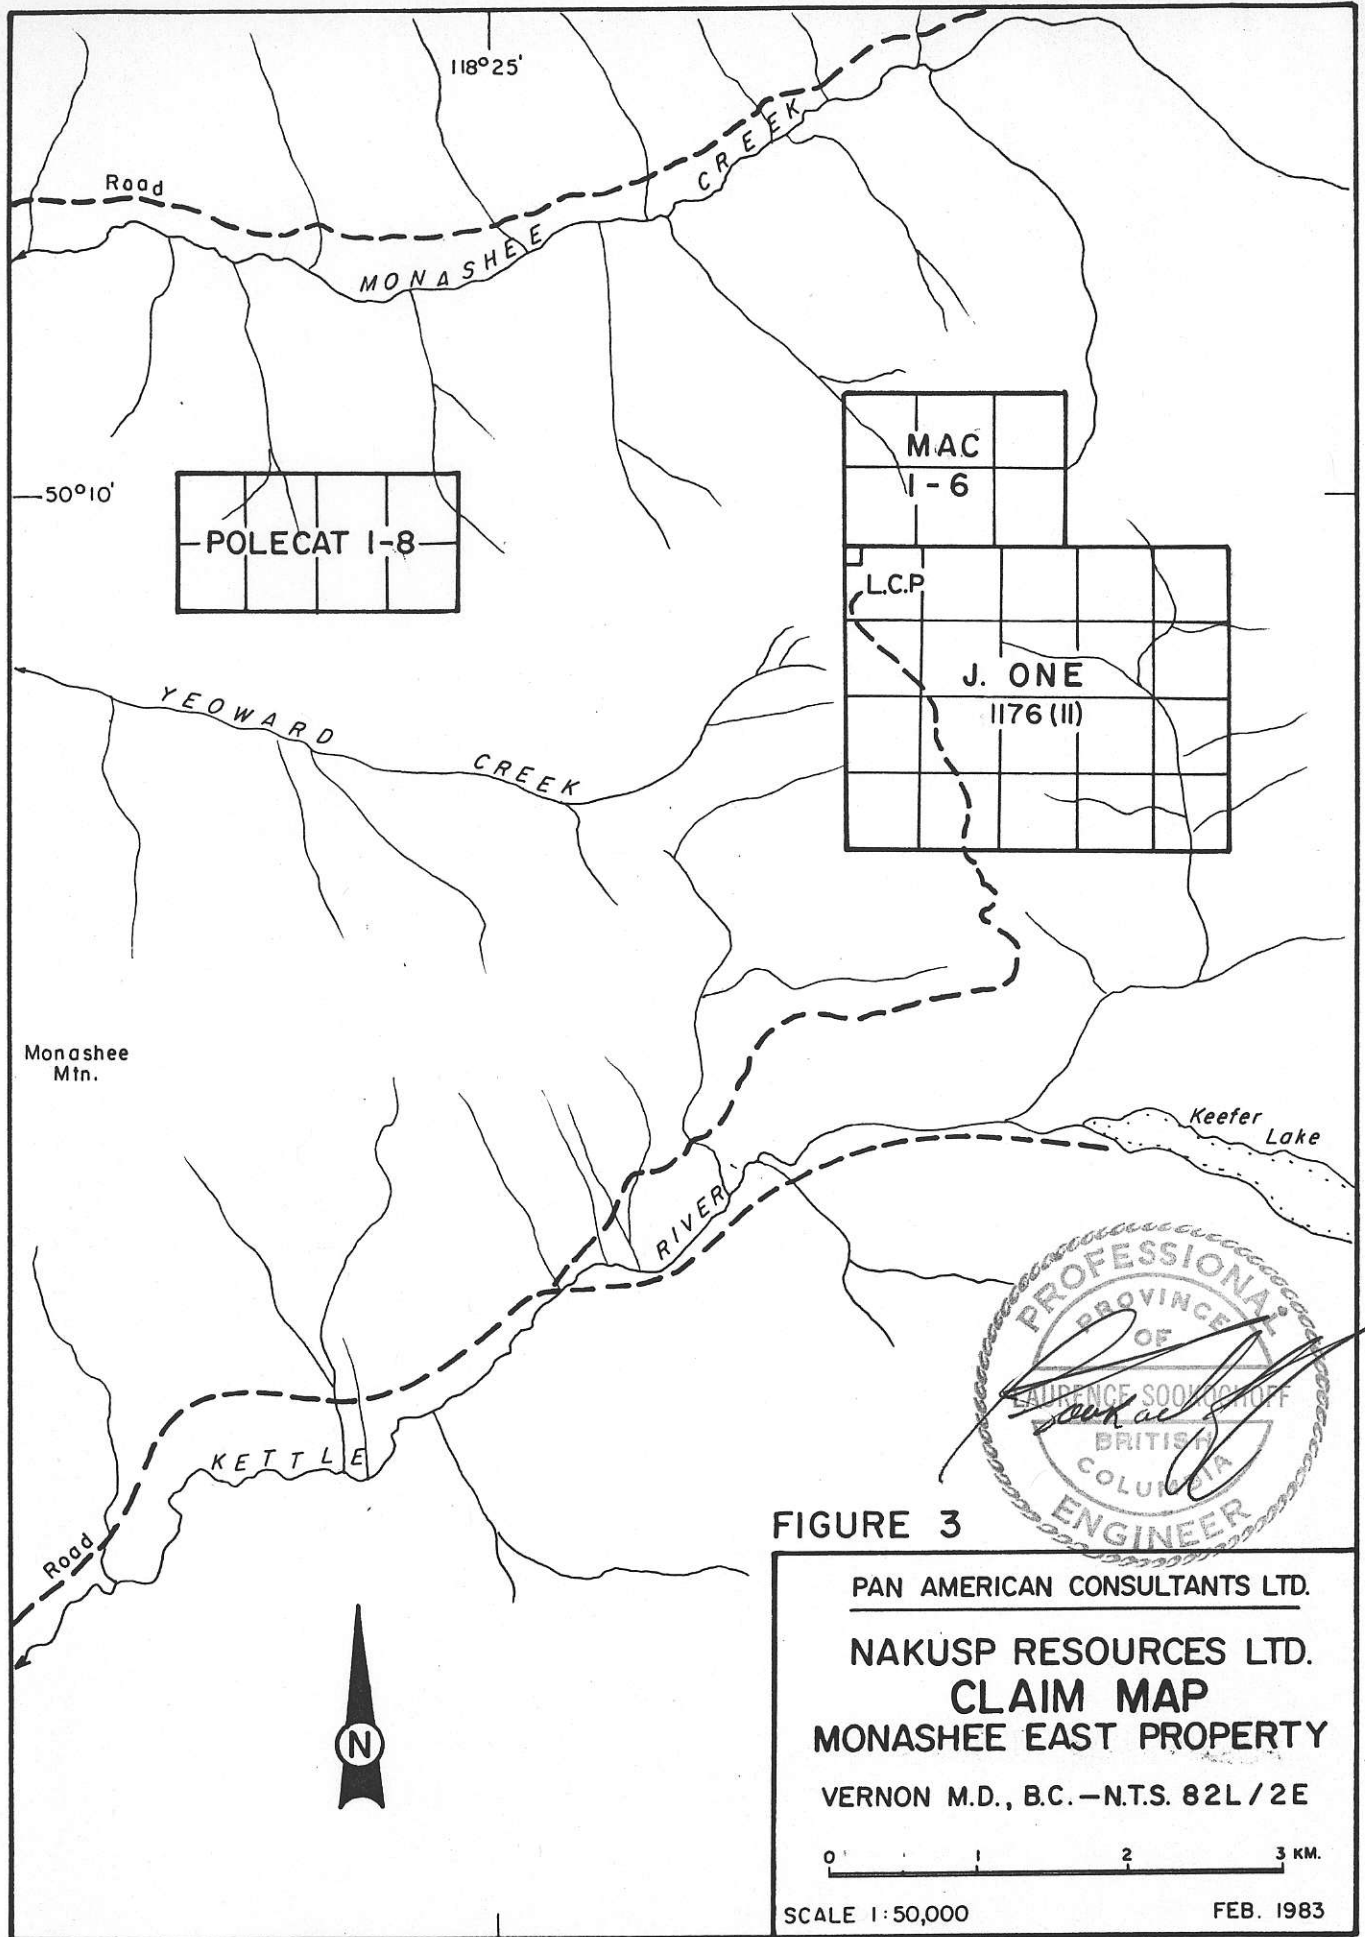 118°25'
Road
MONASHEE CREEK
MAC
1-6
50°10'
POLECAT 1-8
L.C.P
J. ONE
1176 (11)
YEOWARD CREEK
Monashee
Mtn.
Keefer
Lake
RIVER
KETTLE
Road
PROFESSIONAL
PROVINCE
OF
LAURENCE SOOKOCHOFF
BRITISH
COLUMBIA
ENGINEER
FIGURE 3
N
PAN AMERICAN CONSULTANTS LTD.
NAKUSP RESOURCES LTD.
CLAIM MAP
MONASHEE EAST PROPERTY
VERNON M.D., B.C. – N.T.S. 82L / 2E
0 1 2 3 KM.
SCALE 1:50,000 FEB. 1983